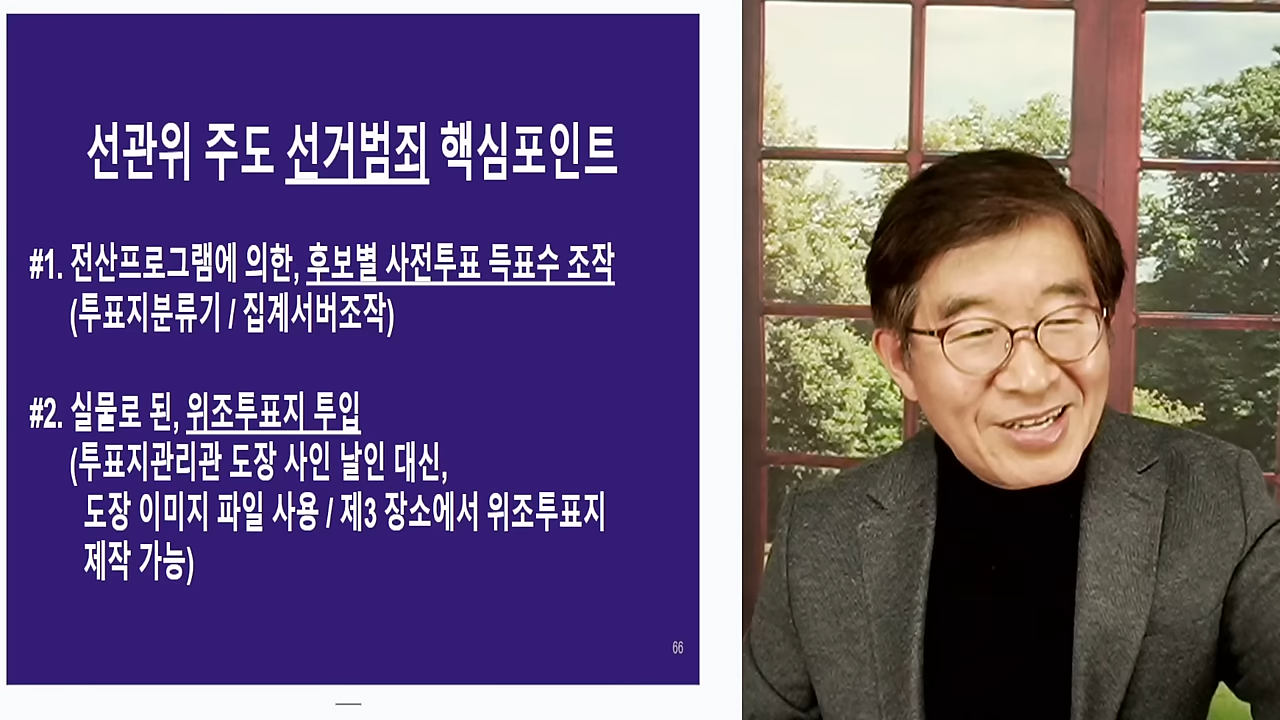 선관위 주도 선거범죄 핵심포인트
#1. 전산프로그램에 의한, 후보별 사전투표 득표수 조작
(투표지분류기 / 집계서버조작)
#2. 실물로 된, 위조투표지 투입
(투표지관리관 도장 사인 날인 대신,
도장 이미지 파일 사용 / 제3 장소에서 위조투표지
제작 가능)
66